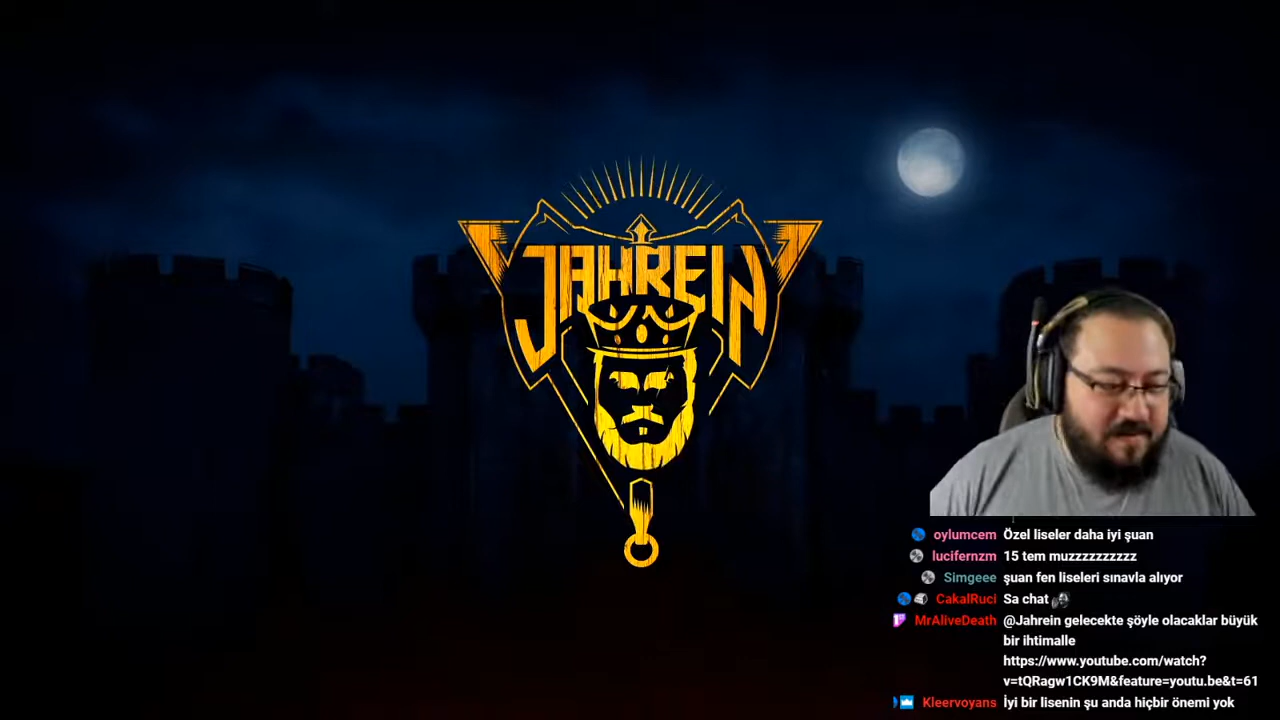 JAHREIN
oylumcem Özel liseler daha iyi şuan
lucifernzm 15 tem muzzzzzzzzzz
Simgeee şuan fen liseleri sınavla alıyor
CakalRuci Sa chat
MrAliveDeath @Jahrein gelecekte şöyle olacaklar büyük
bir ihtimalle
https://www.youtube.com/watch?
v=tQRagw1CK9M&feature=youtu.be&t=61
Kleervoyans İyi bir lisenin şu anda hiçbir önemi yok